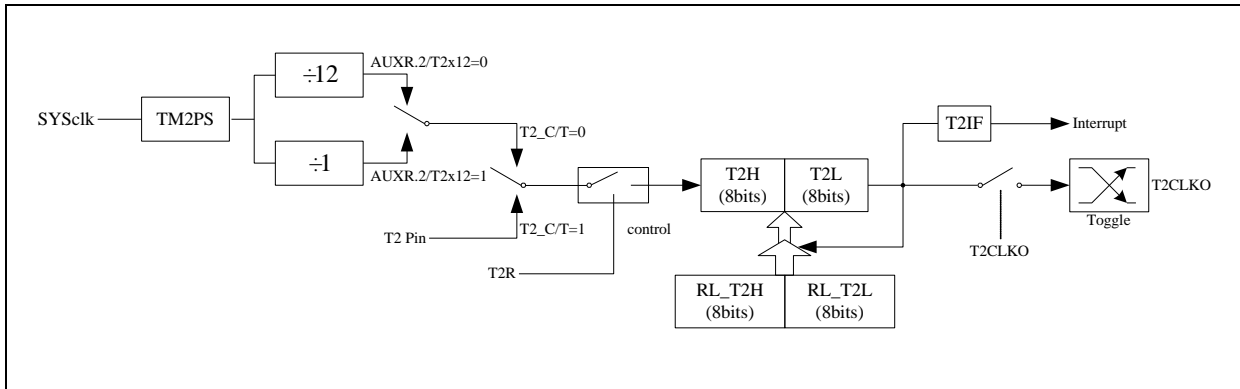 ÷12
AUXR.2/T2x12=0
SYSclk
TM2PS
T2_C/T=0
÷1
AUXR.2/T2x12=1
T2 Pin
T2_C/T=1
control
T2R
T2H
(8bits)
T2L
(8bits)
T2IF
Interrupt
T2CLKO
Toggle
T2CLKO
RL_T2H
(8bits)
RL_T2L
(8bits)